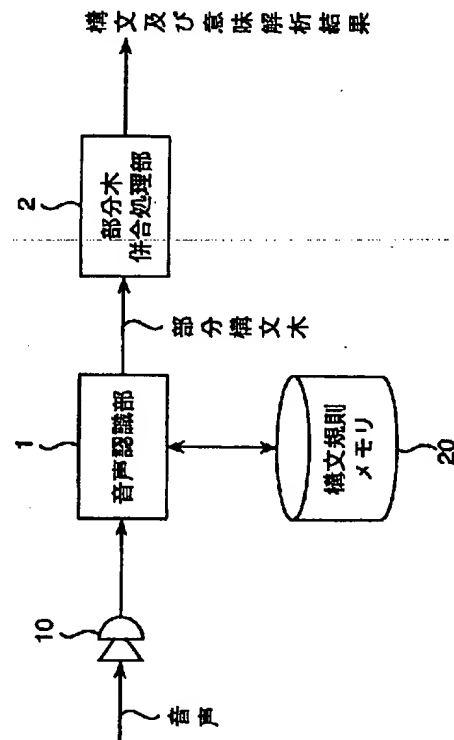 音声
10
1
音声認識部
構文規則
メモリ
20
部分構文木
2
部分木
併合処理部
構文及び意味解析結果